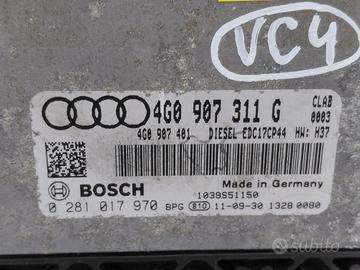 VC4
4G0 907 311 G
CLAB
0003
4G0 907 401 DIESEL EDC17CP44 HW: H37
Made in Germany
BOSCH
1039S51150
0 281 017 970 BPG 810 11-09-30 1328 0080
subito